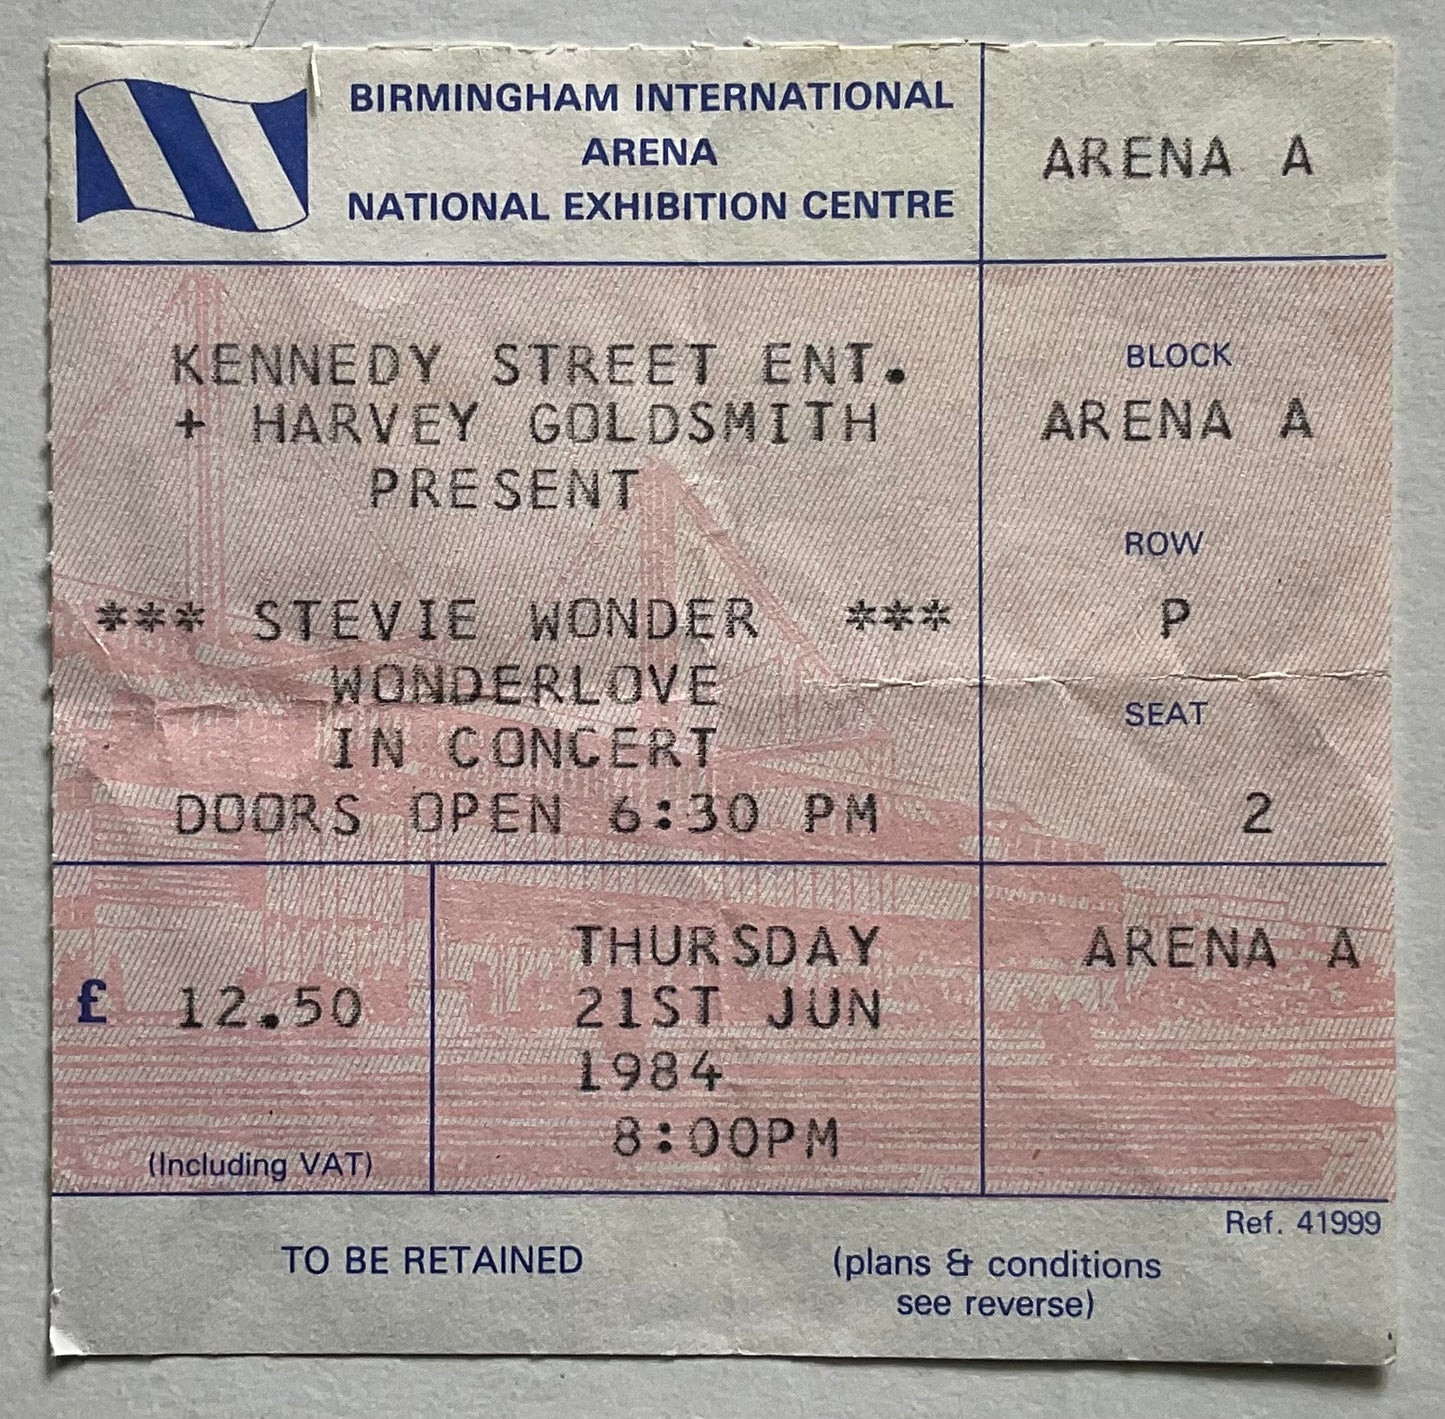 BIRMINGHAM INTERNATIONAL
ARENA
NATIONAL EXHIBITION CENTRE
ARENA A
KENNEDY STREET ENT.
+ HARVEY GOLDSMITH
PRESENT
*** STEVIE WONDER ***
WONDERLOVE
IN CONCERT
DOORS OPEN 6:30 PM
BLOCK
ARENA A
ROW
P
SEAT
2
£ 12.50
(Including VAT)
THURSDAY
21ST JUN
1984
8:00PM
ARENA A
Ref. 41999
TO BE RETAINED
(plans & conditions
see reverse)